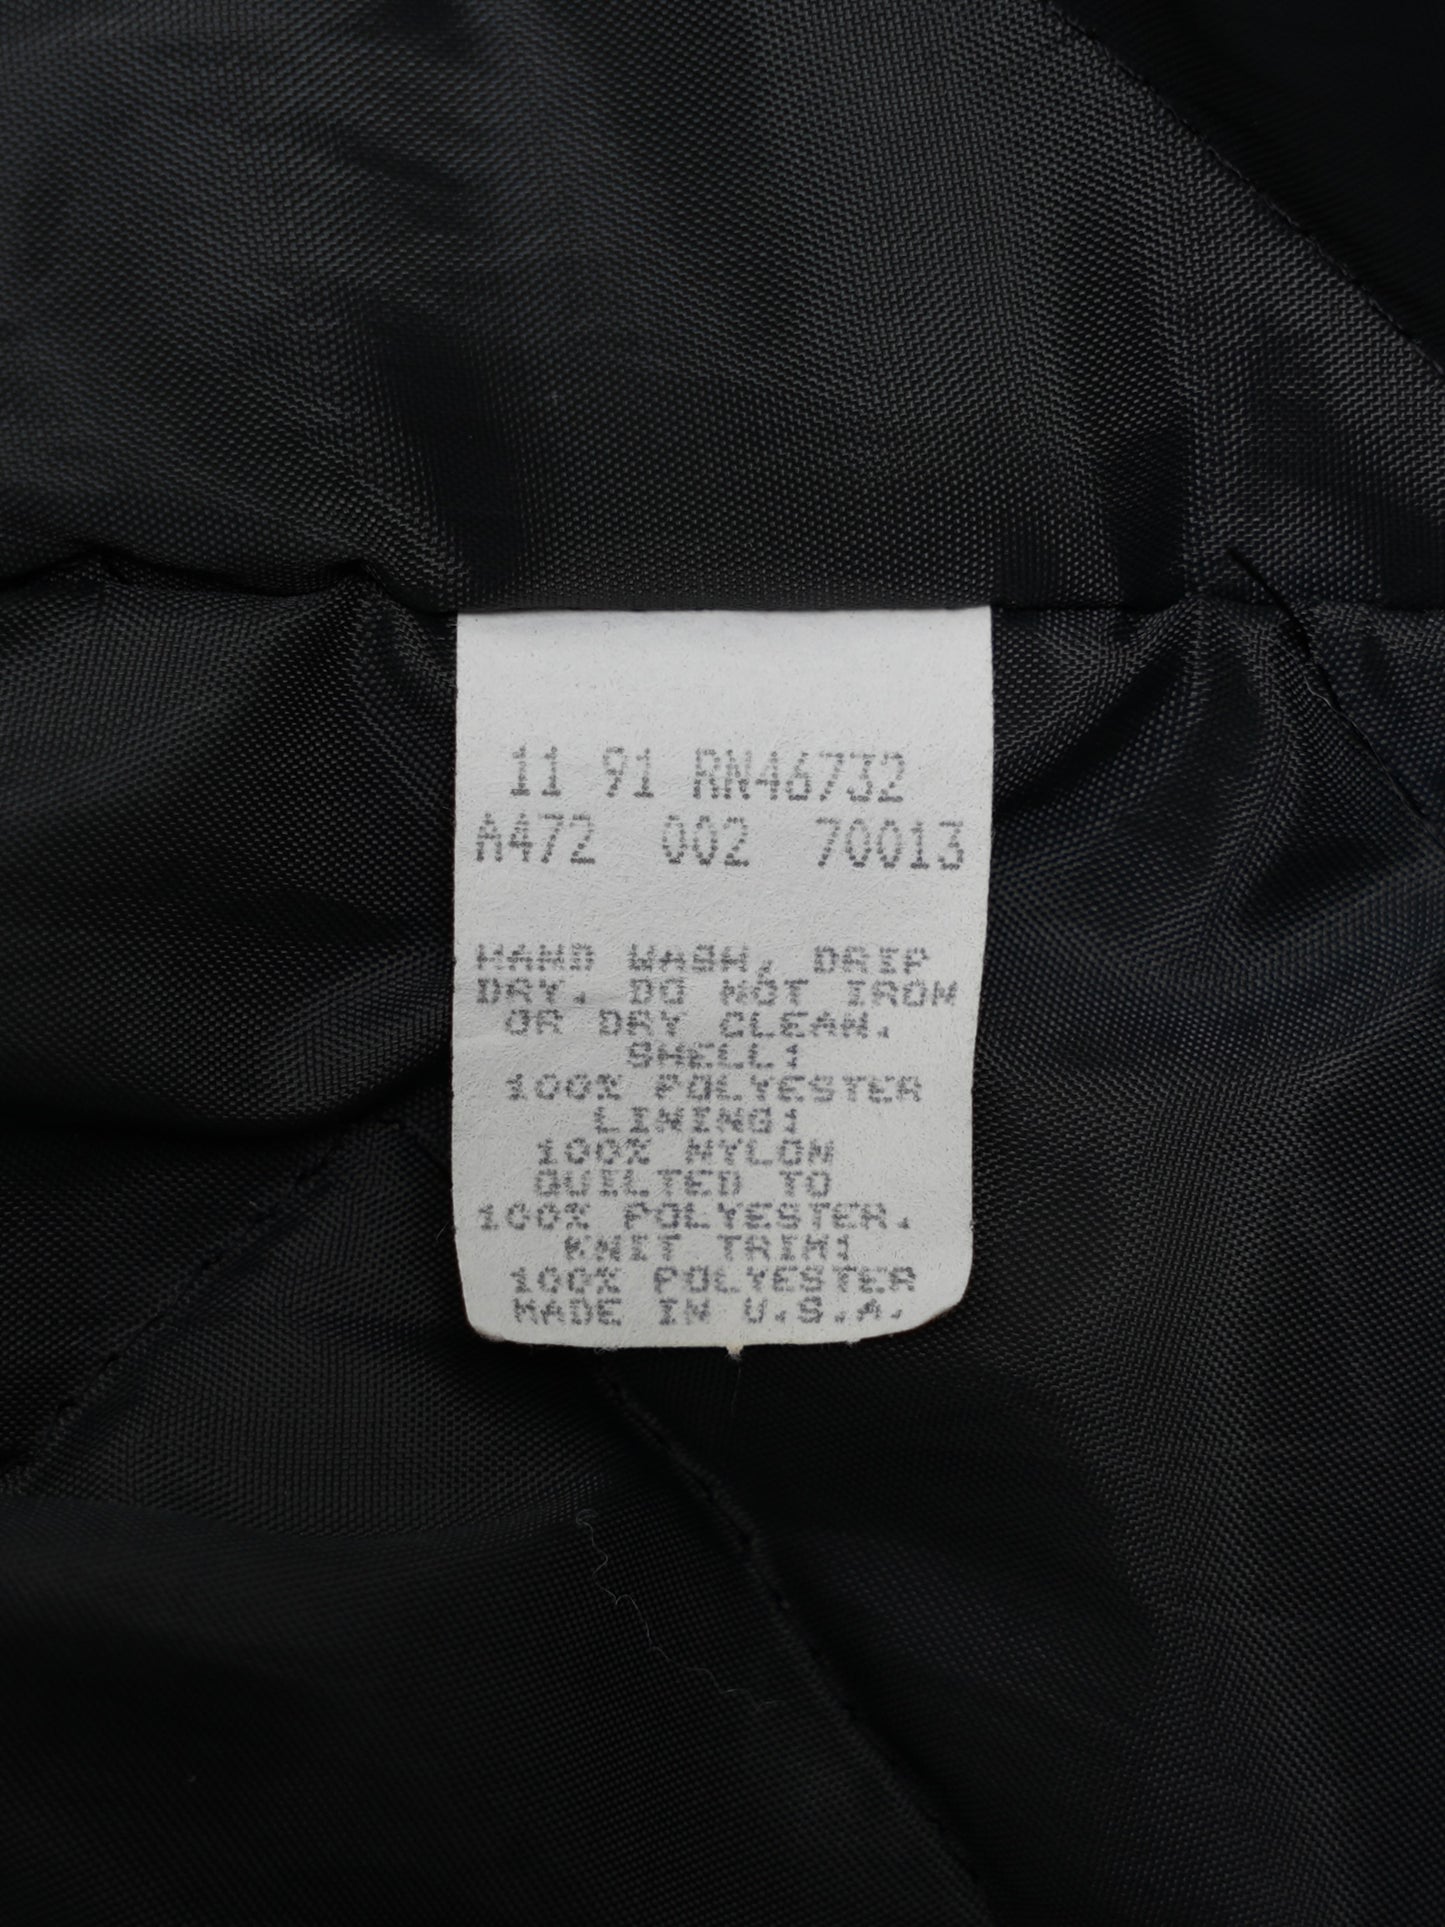 11 91 RN46732
A472 002 70013
HAND WASH, DRIP
DRY. DO NOT IRON
OR DRY CLEAN.
SHELL:
100% POLYESTER
LINING:
100% NYLON
QUILTED TO
100% POLYESTER.
KNIT TRIM:
100% POLYESTER
MADE IN U.S.A.